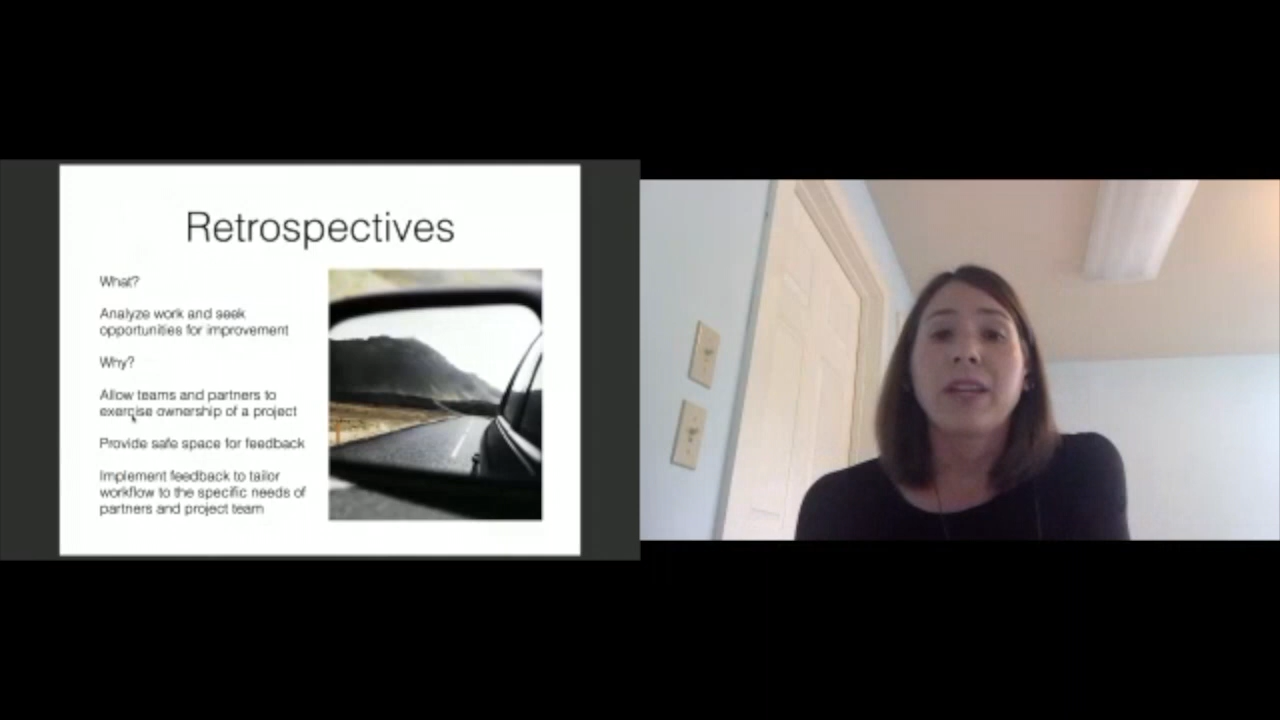 Retrospectives
What?
Analyze work and seek
opportunities for improvement
Why?
Allow teams and partners to
exercise ownership of a project
Provide safe space for feedback
Implement feedback to tailor
workflow to the specific needs of
partners and project team